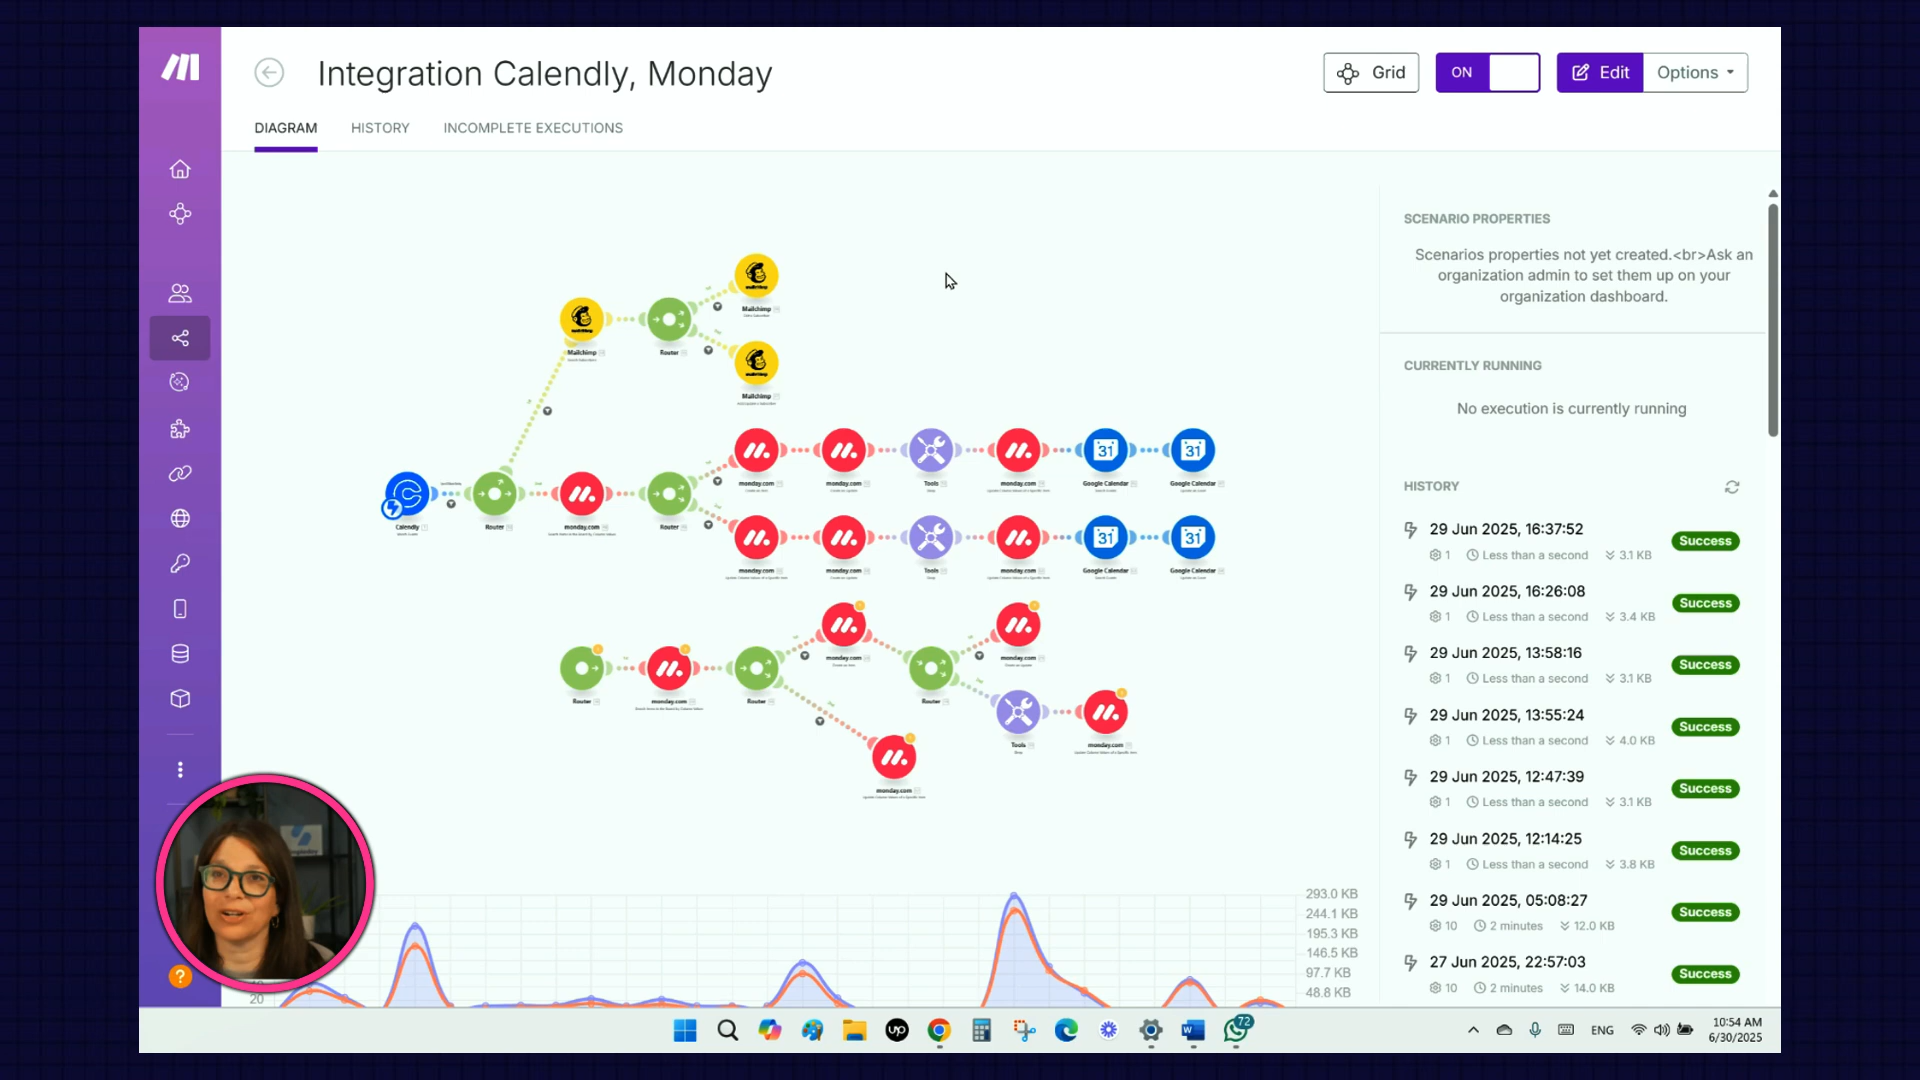 Integration Calendly, Monday
Grid
ON
Edit
Options
DIAGRAM
HISTORY
INCOMPLETE EXECUTIONS
SCENARIO PROPERTIES
Scenarios properties not yet created.<br>Ask an
organization admin to set them up on your
organization dashboard.
CURRENTLY RUNNING
No execution is currently running
HISTORY
29 Jun 2025, 16:37:52
Success
1 Less than a second 3.1 KB
29 Jun 2025, 16:26:08
Success
1 Less than a second 3.4 KB
29 Jun 2025, 13:58:16
Success
1 Less than a second 3.1 KB
29 Jun 2025, 13:55:24
Success
1 Less than a second 4.0 KB
29 Jun 2025, 12:47:39
Success
1 Less than a second 3.1 KB
29 Jun 2025, 12:14:25
Success
1 Less than a second 3.8 KB
29 Jun 2025, 05:08:27
Success
10 2 minutes 12.0 KB
27 Jun 2025, 22:57:03
Success
10 2 minutes 14.0 KB
Mailchimp
Mailchimp
Router
Mailchimp
monday.com
monday.com
Tools
monday.com
31
Google Calendar
31
Google Calendar
Calendly
Router
monday.com
Router
monday.com
monday.com
Tools
monday.com
31
Google Calendar
31
Google Calendar
monday.com
monday.com
Router
monday.com
Router
Router
Tools
monday.com
monday.com
293.0 KB
244.1 KB
195.3 KB
146.5 KB
97.7 KB
48.8 KB
20
?
up
72
ENG
10:54 AM
6/30/2025